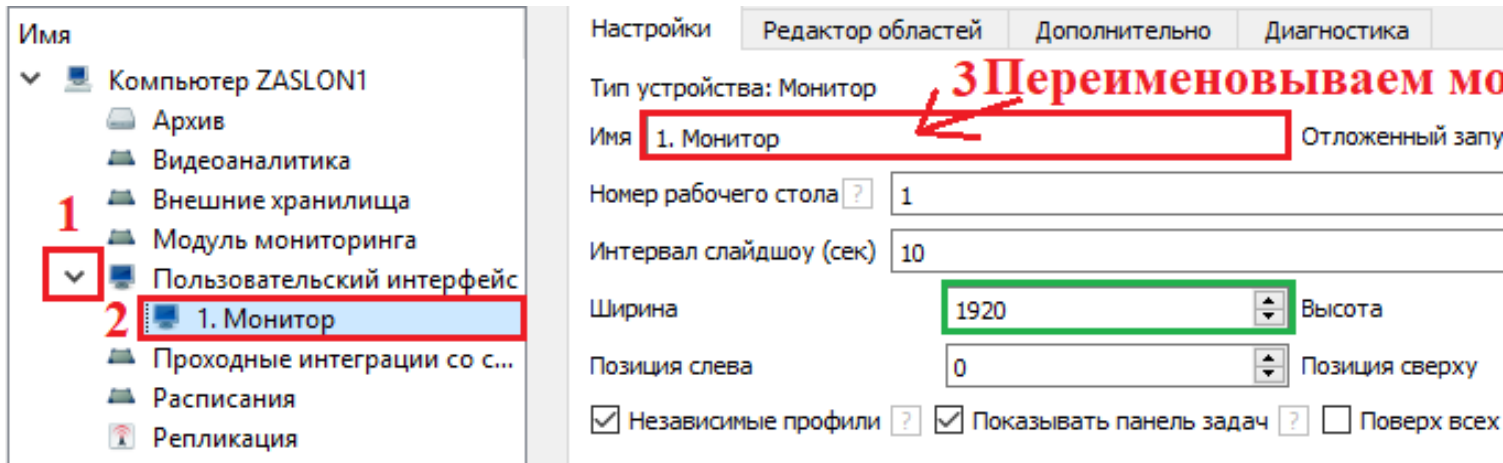 Имя
Компьютер ZASLON1
Архив
Видеоаналитика
Внешние хранилища
Модуль мониторинга
1
Пользовательский интерфейс
2 1. Монитор
Проходные интеграции со с...
Расписания
Репликация
Настройки Редактор областей Дополнительно Диагностика
Тип устройства: Монитор 3 Переименовываем мо
Имя 1. Монитор Отложенный запу
Номер рабочего стола ? 1
Интервал слайдшоу (сек) 10
Ширина 1920 Высота
Позиция слева 0 Позиция сверху
Независимые профили ? Показывать панель задач ? Поверх всех